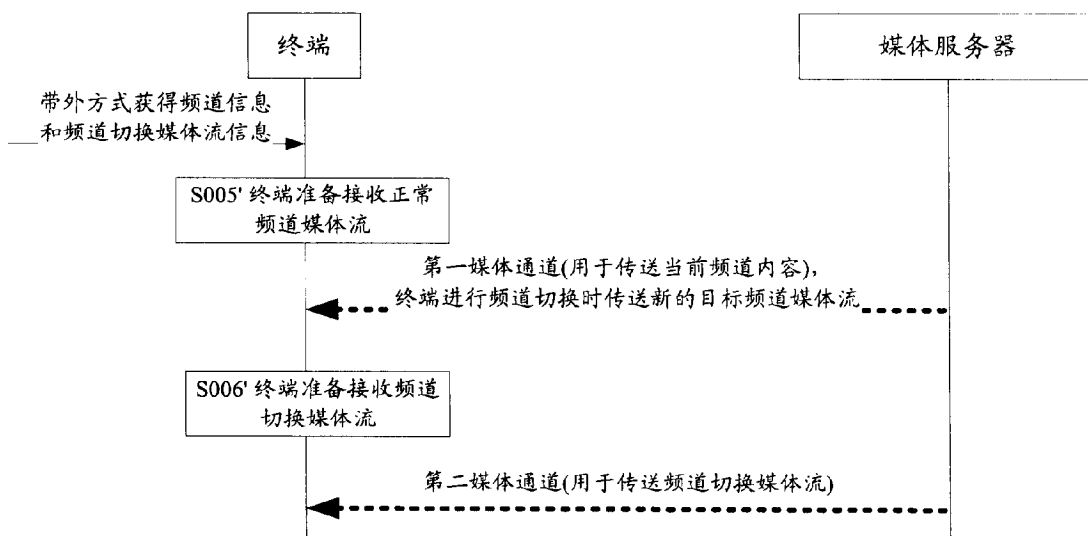 终端
媒体服务器
带外方式获得频道信息
和频道切换媒体流信息
S005' 终端准备接收正常
频道媒体流
第一媒体通道(用于传送当前频道内容),
终端进行频道切换时传送新的目标频道媒体流
S006' 终端准备接收频道
切换媒体流
第二媒体通道(用于传送频道切换媒体流)